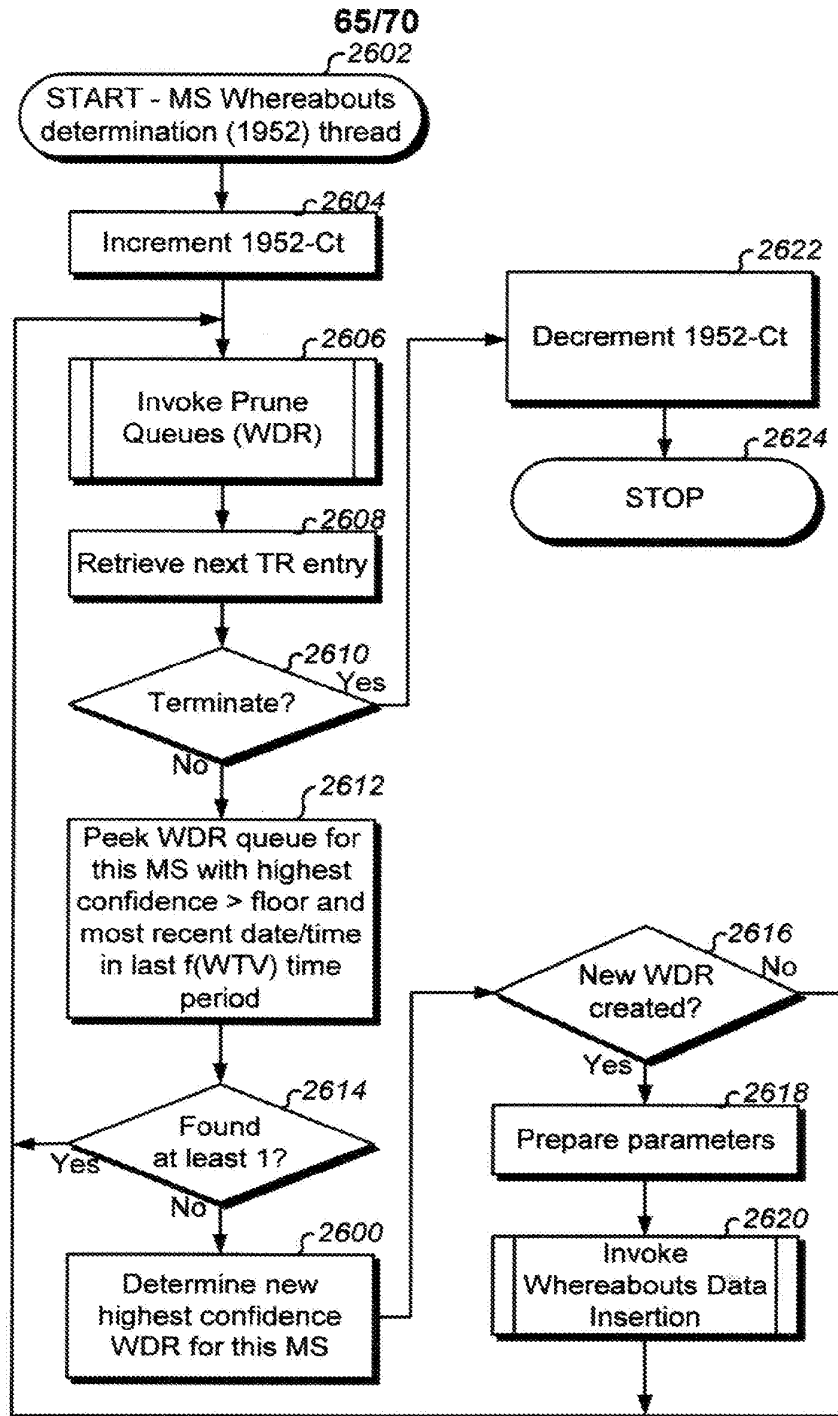 65/70
2602
START - MS Whereabouts
determination (1952) thread
2604
Increment 1952-Ct
2606
Invoke Prune
Queues (WDR)
2608
Retrieve next TR entry
2610
Terminate?
Yes
No
2622
Decrement 1952-Ct
2624
STOP
2612
Peek WDR queue for
this MS with highest
confidence > floor and
most recent date/time
in last f(WTV) time
period
2614
Found
at least 1?
Yes
No
2600
Determine new
highest confidence
WDR for this MS
2616
New WDR
created?
No
Yes
2618
Prepare parameters
2620
Invoke
Whereabouts Data
Insertion